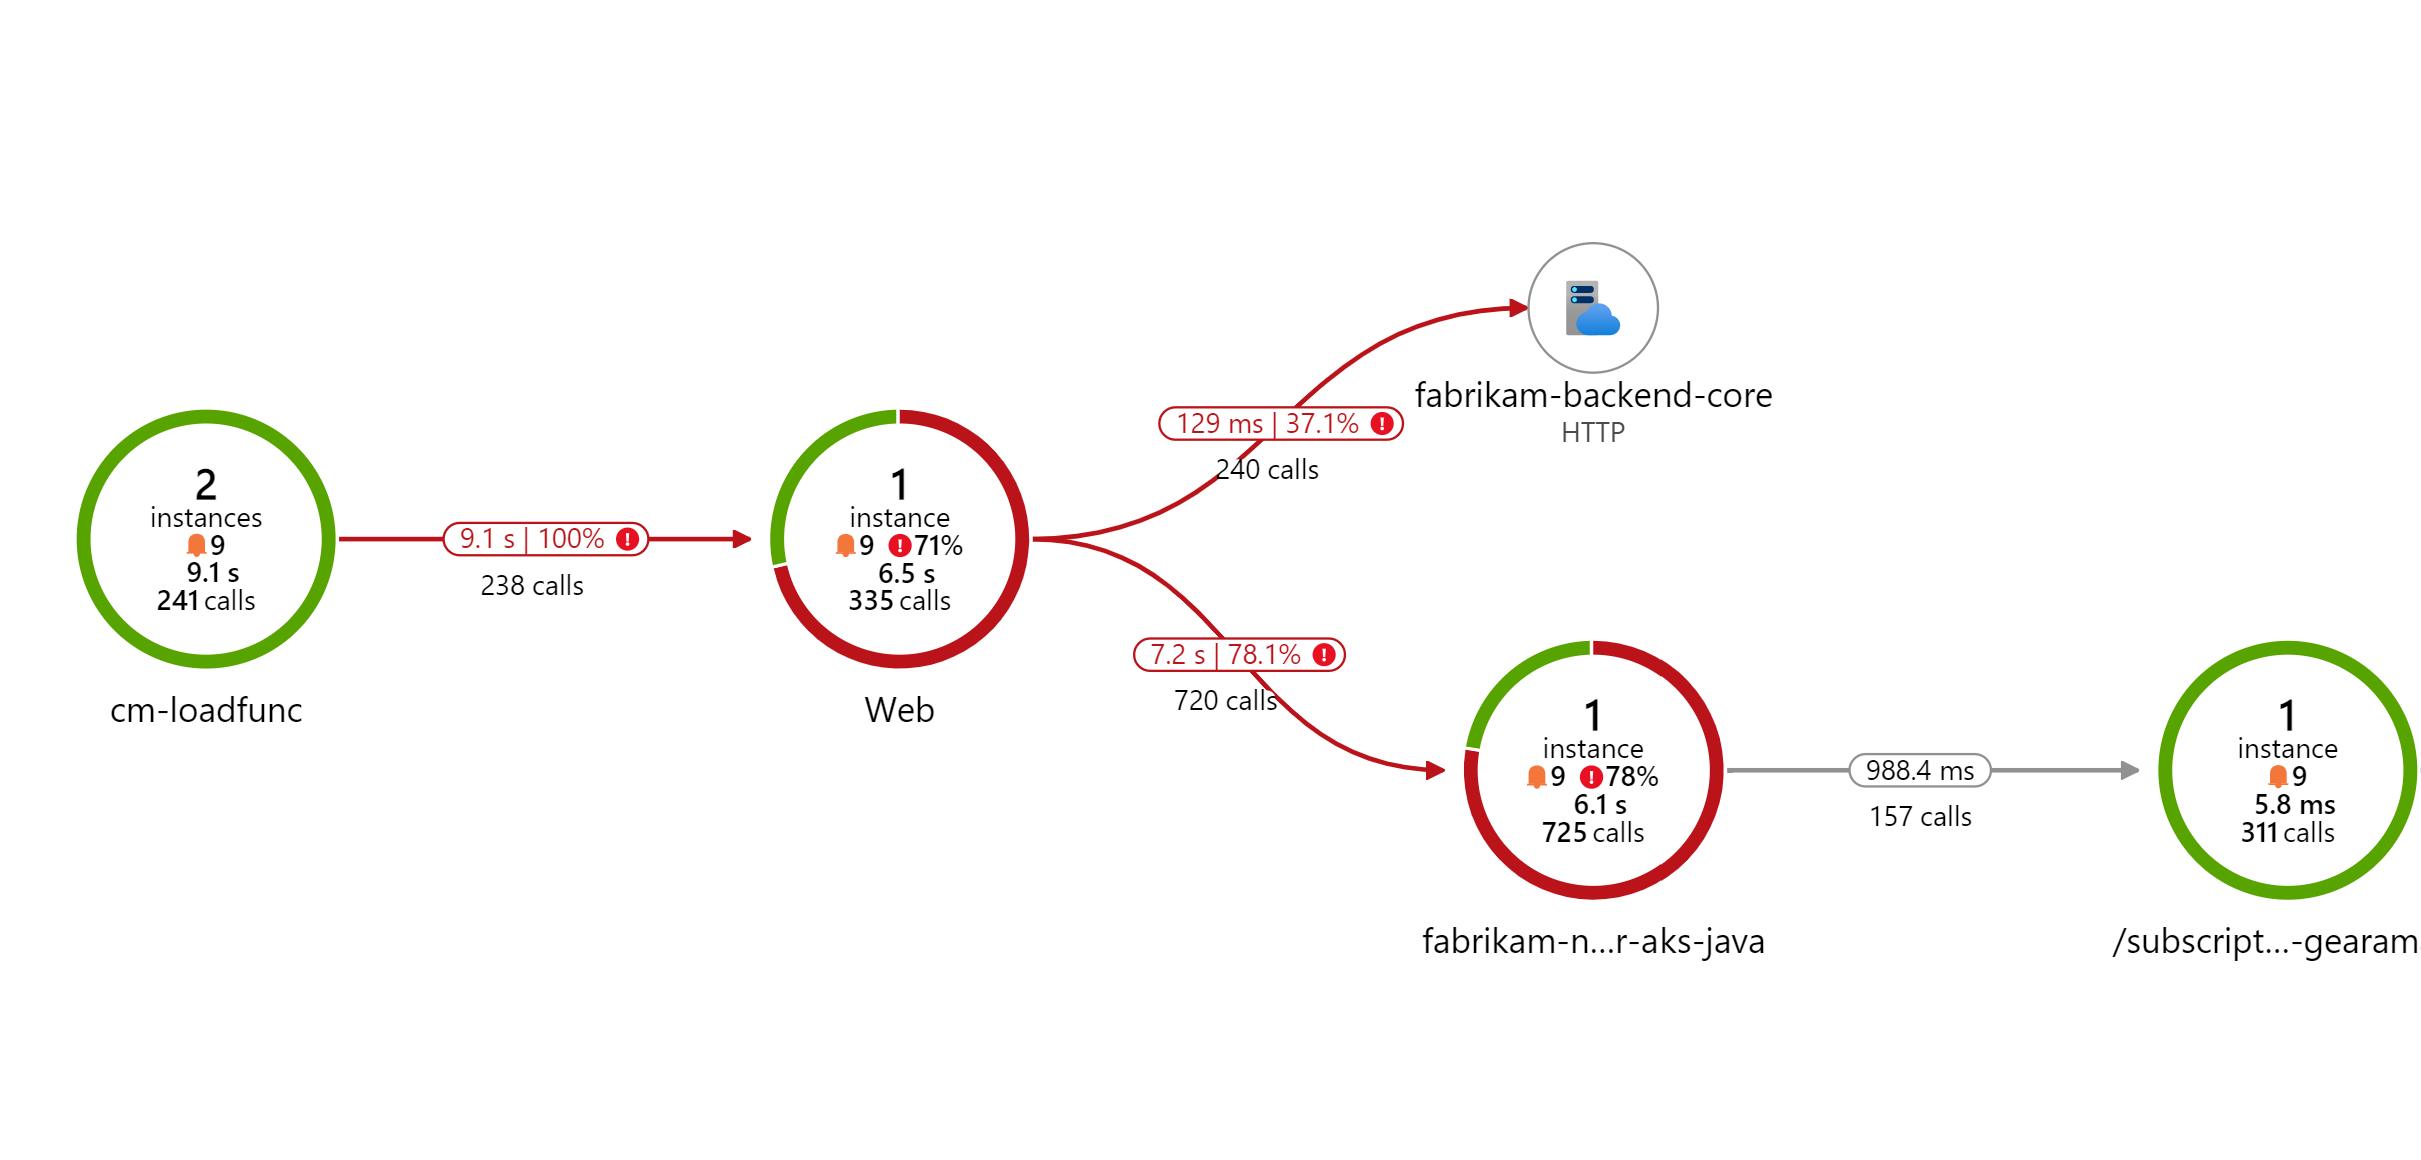 2
instances
9
9.1 s
241 calls
cm-loadfunc
9.1 s | 100%
238 calls
1
instance
9 71%
6.5 s
335 calls
Web
129 ms | 37.1%
240 calls
fabrikam-backend-core
HTTP
7.2 s | 78.1%
720 calls
1
instance
9 78%
6.1 s
725 calls
fabrikam-n...r-aks-java
988.4 ms
157 calls
1
instance
9
5.8 ms
311 calls
/subscript...-gearam